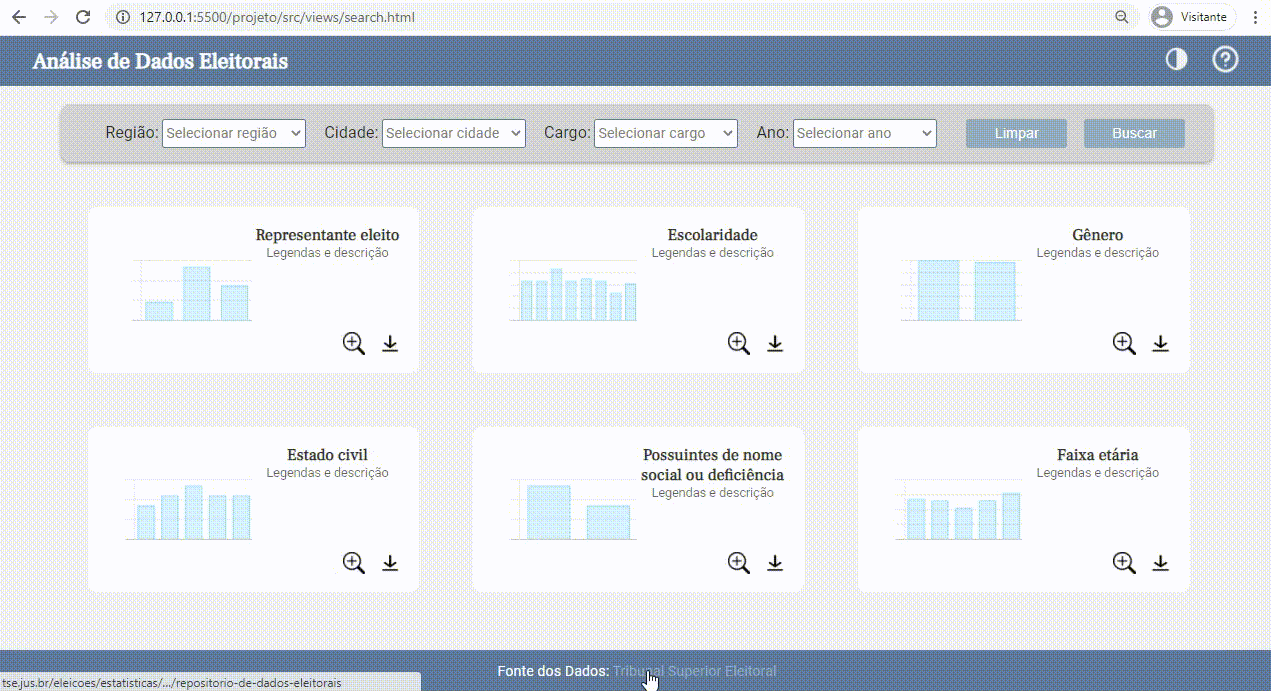 127.0.0.1:5500/projeto/src/views/search.html
Visitante
Análise de Dados Eleitorais
Região: Selecionar região Cidade: Selecionar cidade Cargo: Selecionar cargo Ano: Selecionar ano Limpar Buscar
Representante eleito
Legendas e descrição
Escolaridade
Legendas e descrição
Gênero
Legendas e descrição
Estado civil
Legendas e descrição
Possuintes de nome
social ou deficiência
Legendas e descrição
Faixa etária
Legendas e descrição
Fonte dos Dados: Tribunal Superior Eleitoral
tse.jus.br/eleicoes/estatisticas/.../repositorio-de-dados-eleitorais